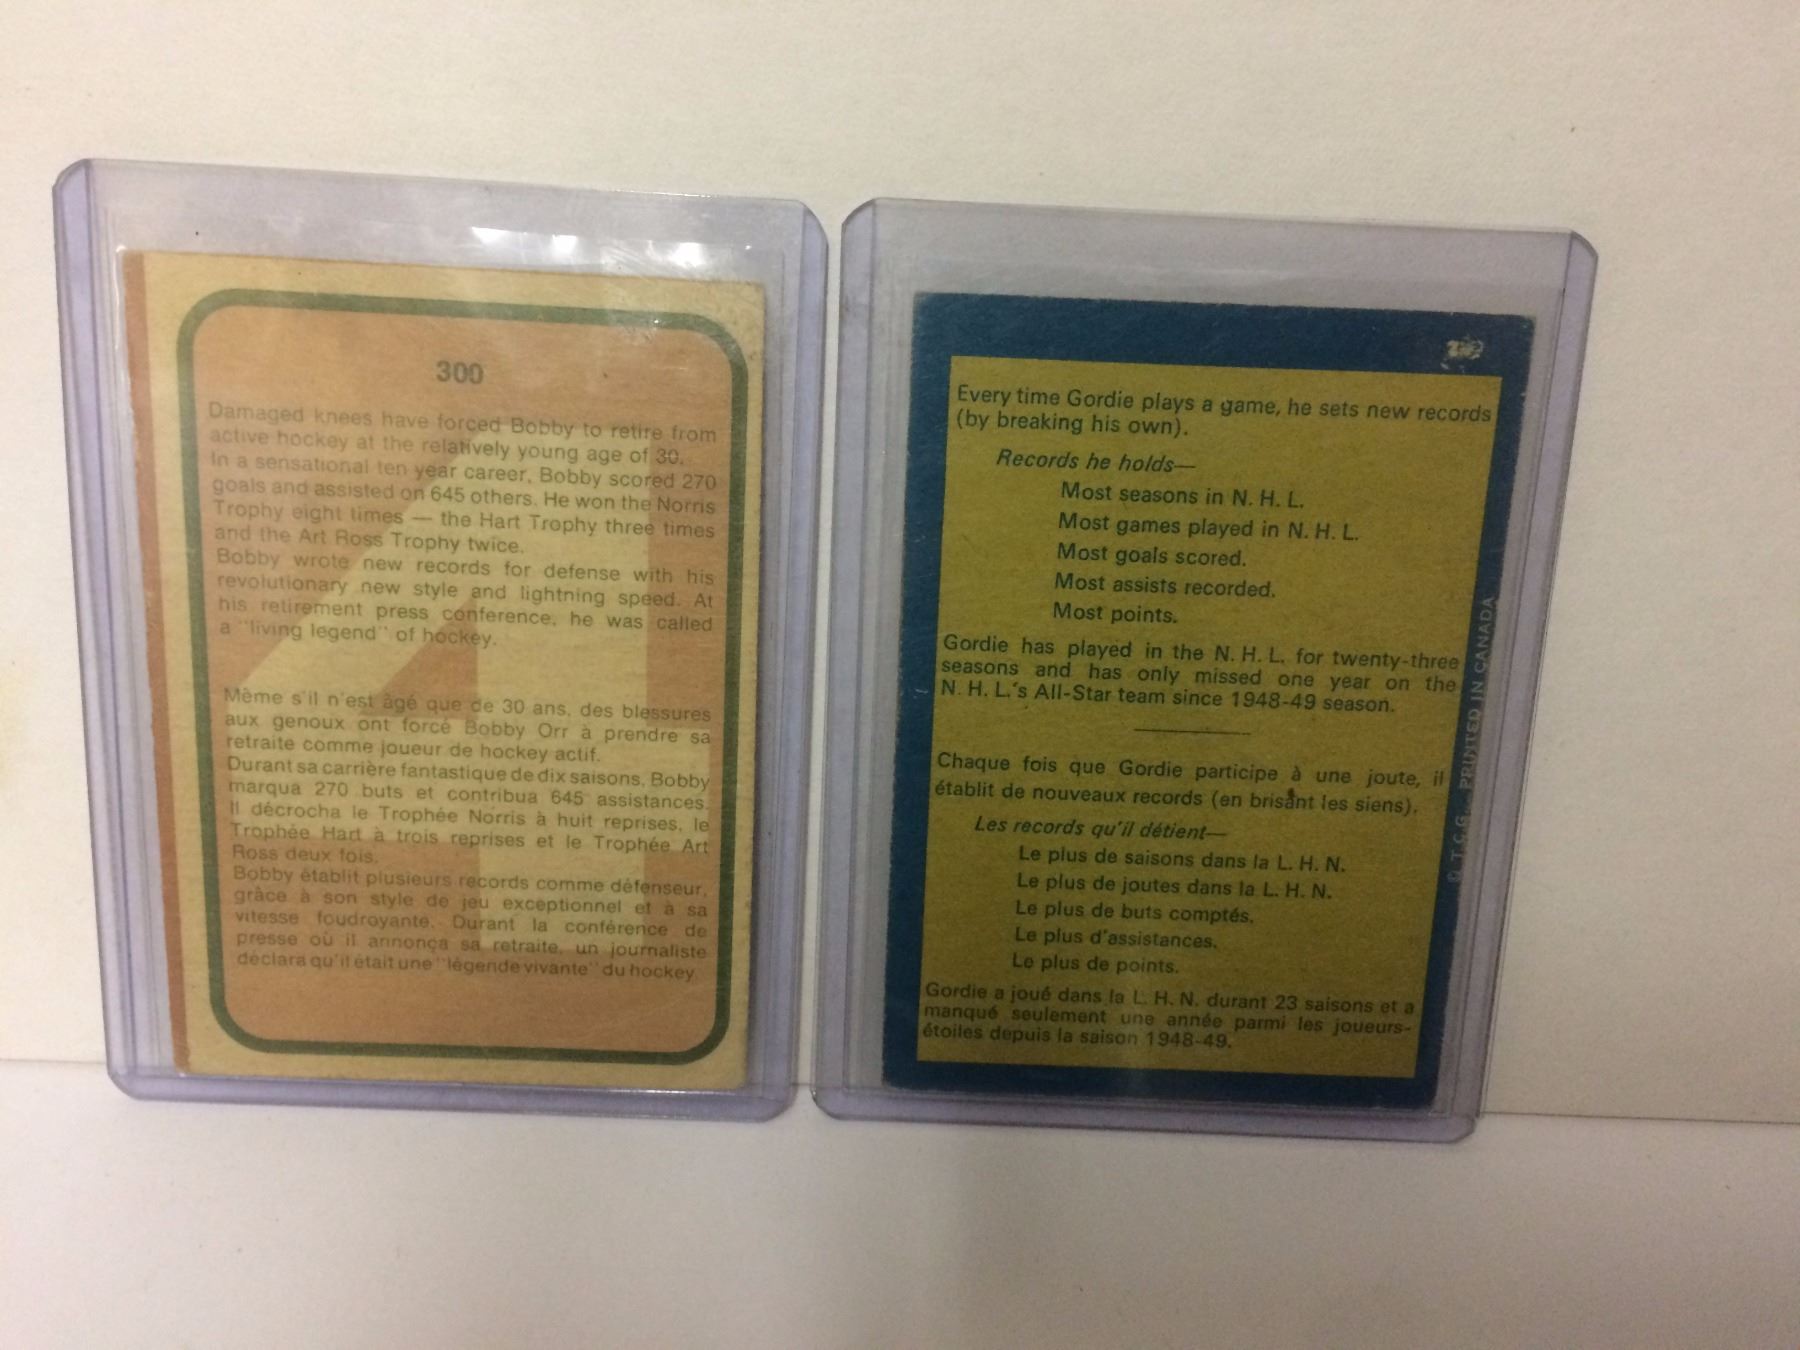 300
Damaged knees have forced Bobby to retire from
active hockey at the relatively young age of 30.
In a sensational ten year career, Bobby scored 270
goals and assisted on 645 others. He won the Norris
Trophy eight times — the Hart Trophy three times
and the Art Ross Trophy twice.
Bobby wrote new records for defense with his
revolutionary new style and lightning speed. At
his retirement press conference, he was called
a "living legend" of hockey.
Mème s'il n'est âgé que de 30 ans, des blessures
aux genoux ont forcé Bobby Orr à prendre sa
retraite comme joueur de hockey actif.
Durant sa carrière fantastique de dix saisons, Bobby
marqua 270 buts et contribua 645 assistances.
Il décrocha le Trophée Norris à huit reprises, le
Trophée Hart à trois reprises et le Trophée Art
Ross deux fois.
Bobby établit plusieurs records comme défenseur,
grâce à son style de jeu exceptionnel et à sa
vitesse foudroyante. Durant la conférence de
presse où il annonça sa retraite, un journaliste
déclara qu'il était une "légende vivante" du hockey.
Every time Gordie plays a game, he sets new records
(by breaking his own).
Records he holds—
Most seasons in N. H. L.
Most games played in N. H. L.
Most goals scored.
Most assists recorded.
Most points.
Gordie has played in the N. H. L. for twenty-three
seasons and has only missed one year on the
N. H. L.'s All-Star team since 1948-49 season.
Chaque fois que Gordie participe à une joute, il
établit de nouveaux records (en brisant les siens).
Les records qu'il détient—
Le plus de saisons dans la L. H. N.
Le plus de joutes dans la L. H. N.
Le plus de buts comptés.
Le plus d'assistances.
Le plus de points.
Gordie a joué dans la L. H. N. durant 23 saisons et a
manqué seulement une année parmi les joueurs-
étoiles depuis la saison 1948-49.
© T.C.G. PRINTED IN CANADA